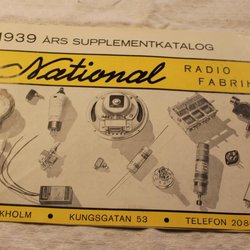 1939 ÅRS SUPPLEMENTKATALOG
National RADIO
FABRIK
KHOLM • KUNGSGATAN 53 • TELEFON 208